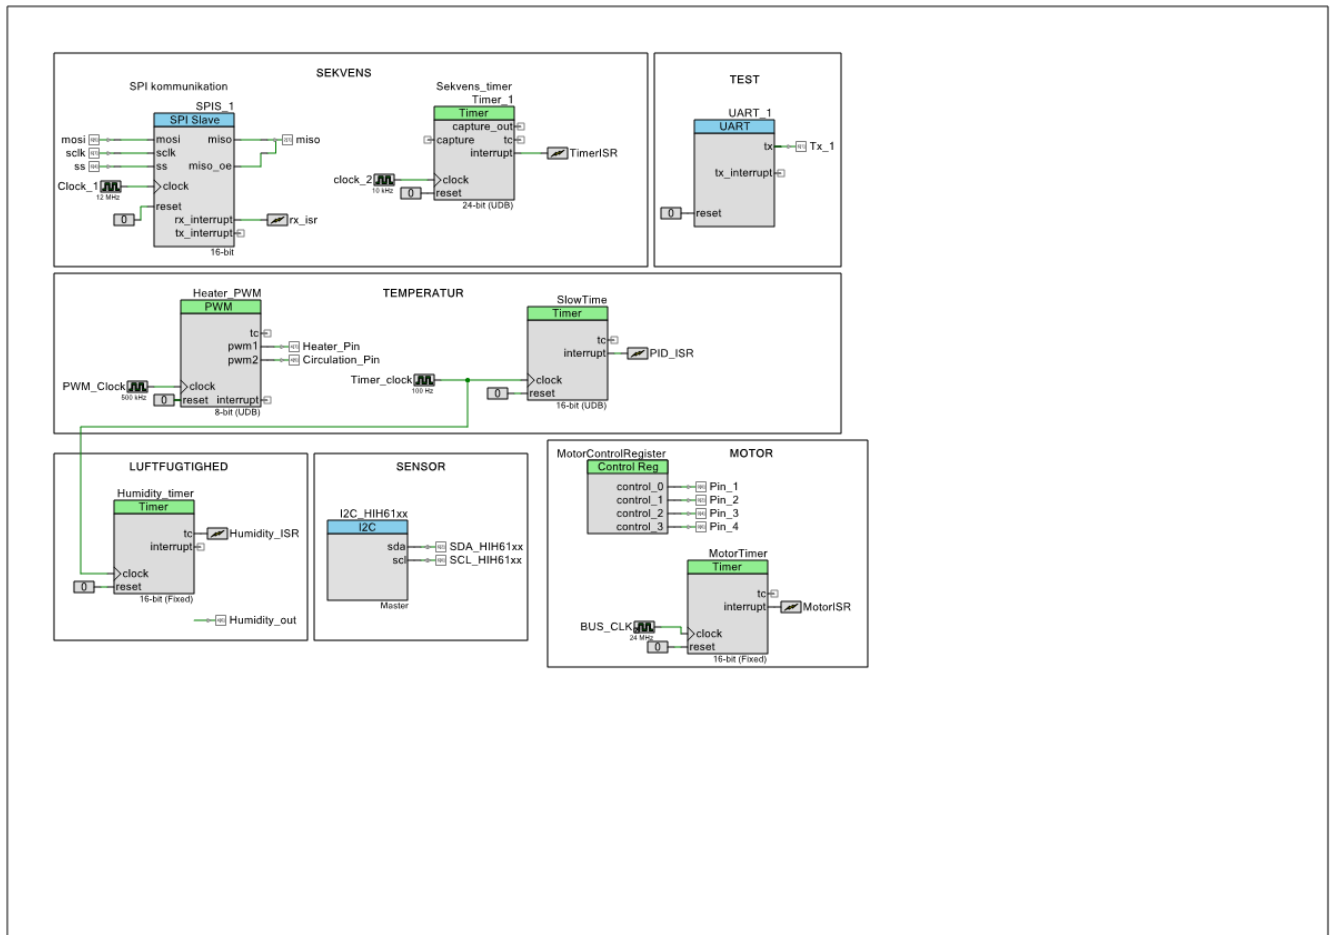 SEKVENS
SPI kommunikation
SPIS_1
SPI Slave
mosi
mosi
miso
miso
sclk
sclk
ss
ss
miso_oe
Clock_1
12 MHz
clock
reset
0
rx_interrupt
rx_isr
tx_interrupt
16-bit
Sekvens_timer
Timer_1
Timer
capture_out
capture
tc
interrupt
TimerISR
clock_2
10 kHz
clock
0
reset
24-bit (UDB)
TEST
UART_1
UART
tx
Tx_1
tx_interrupt
0
reset
TEMPERATUR
Heater_PWM
PWM
tc
pwm1
Heater_Pin
pwm2
Circulation_Pin
PWM_Clock
500 kHz
clock
0
reset
interrupt
8-bit (UDB)
SlowTime
Timer
tc
interrupt
PID_ISR
Timer_clock
100 Hz
clock
0
reset
16-bit (UDB)
LUFTFUGTIGHED
Humidity_timer
Timer
tc
Humidity_ISR
interrupt
clock
0
reset
16-bit (Fixed)
Humidity_out
SENSOR
I2C_HIH61xx
I2C
sda
SDA_HIH61xx
scl
SCL_HIH61xx
Master
MOTOR
MotorControlRegister
Control Reg
control_0
Pin_1
control_1
Pin_2
control_2
Pin_3
control_3
Pin_4
MotorTimer
Timer
tc
interrupt
MotorISR
BUS_CLK
24 MHz
clock
0
reset
16-bit (Fixed)